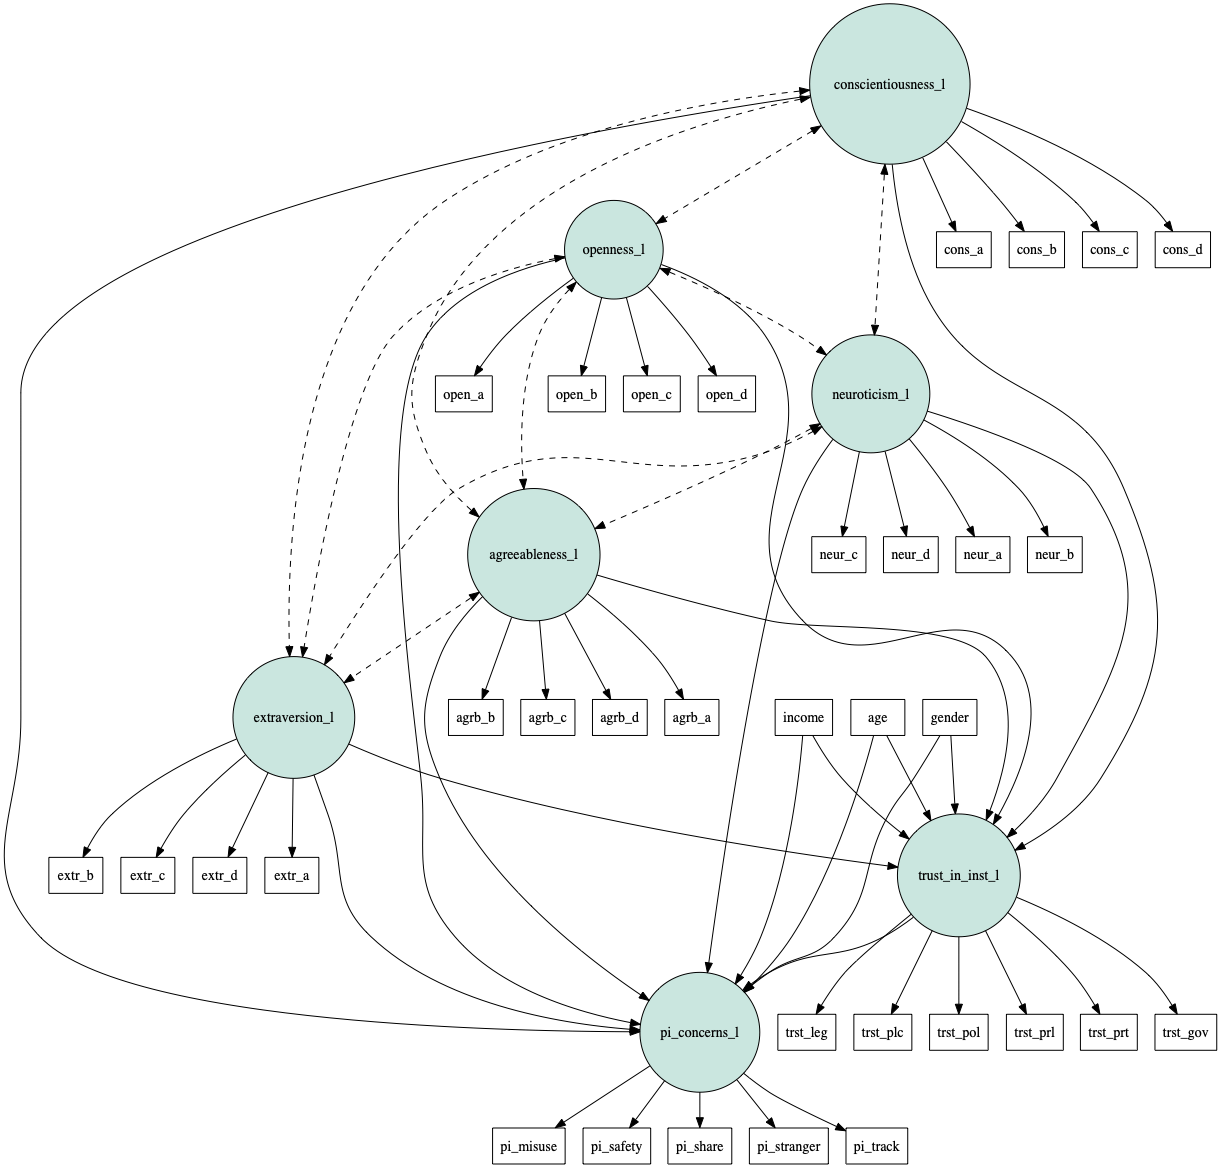 conscientiousness_l
openness_l
cons_a
cons_b
cons_c
cons_d
open_a
open_b
open_c
open_d
neuroticism_l
agreeableness_l
neur_c
neur_d
neur_a
neur_b
extraversion_l
agrb_b
agrb_c
agrb_d
agrb_a
income
age
gender
extr_b
extr_c
extr_d
extr_a
trust_in_inst_l
pi_concerns_l
trst_leg
trst_plc
trst_pol
trst_prl
trst_prt
trst_gov
pi_misuse
pi_safety
pi_share
pi_stranger
pi_track